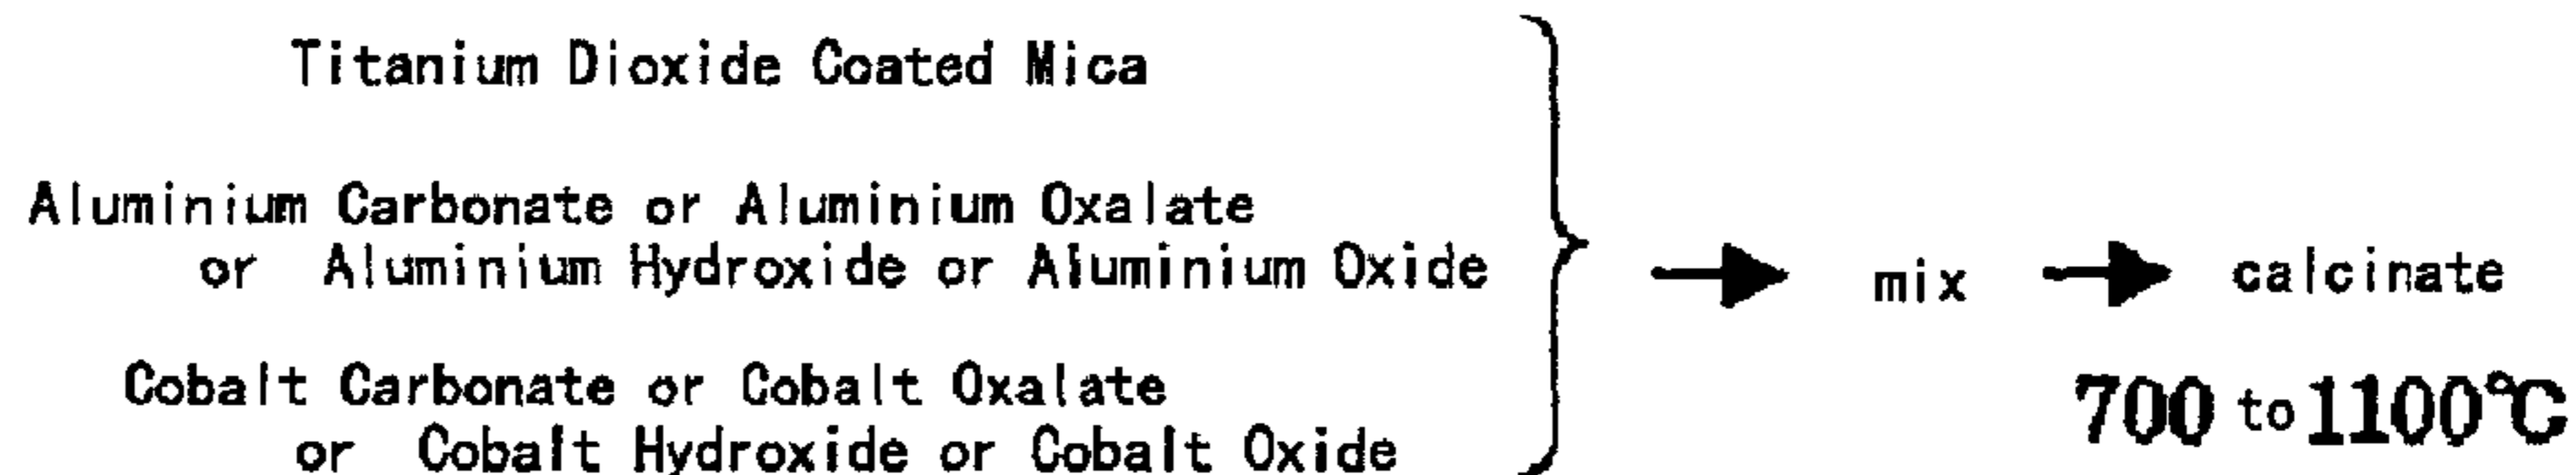 Titanium Dioxide Coated Mica
Aluminium Carbonate or Aluminium Oxalate
or Aluminium Hydroxide or Aluminium Oxide
mix
calcinate
Cobalt Carbonate or Cobalt Oxalate
700 to 1100℃
or Cobalt Hydroxide or Cobalt Oxide